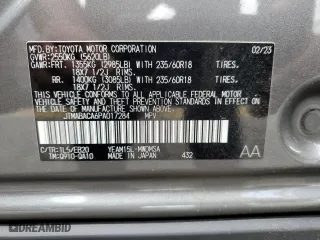 MFD.BY:TOYOTA MOTOR CORPORATION 02/23
GVWR: 2550KG (5620LB)
GAWR: FRT. 1355KG (2985LB) WITH 235/60R18 TIRES.
18X7 1/2J RIMS.
RR. 1400KG (3085LB) WITH 235/60R18 TIRES.
18X7 1/2J RIMS.
THIS VEHICLE CONFORMS TO ALL APPLICABLE FEDERAL
MOTOR VEHICLE SAFETY AND THEFT PREVENTION
STANDARDS IN EFFECT ON THE DATE OF
MANUFACTURE SHOWN ABOVE.
JTMABACA6PA017284 MPV
C/TR: 1L5/EB20 YEAM15L-MWDMSA
TM: Q910-QA10 MADE IN JAPAN 432 AA